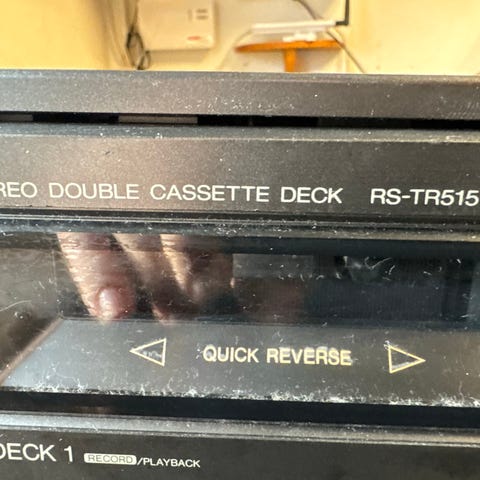 REO DOUBLE CASSETTE DECK RS-TR515
QUICK REVERSE
DECK 1 RECORD/PLAYBACK